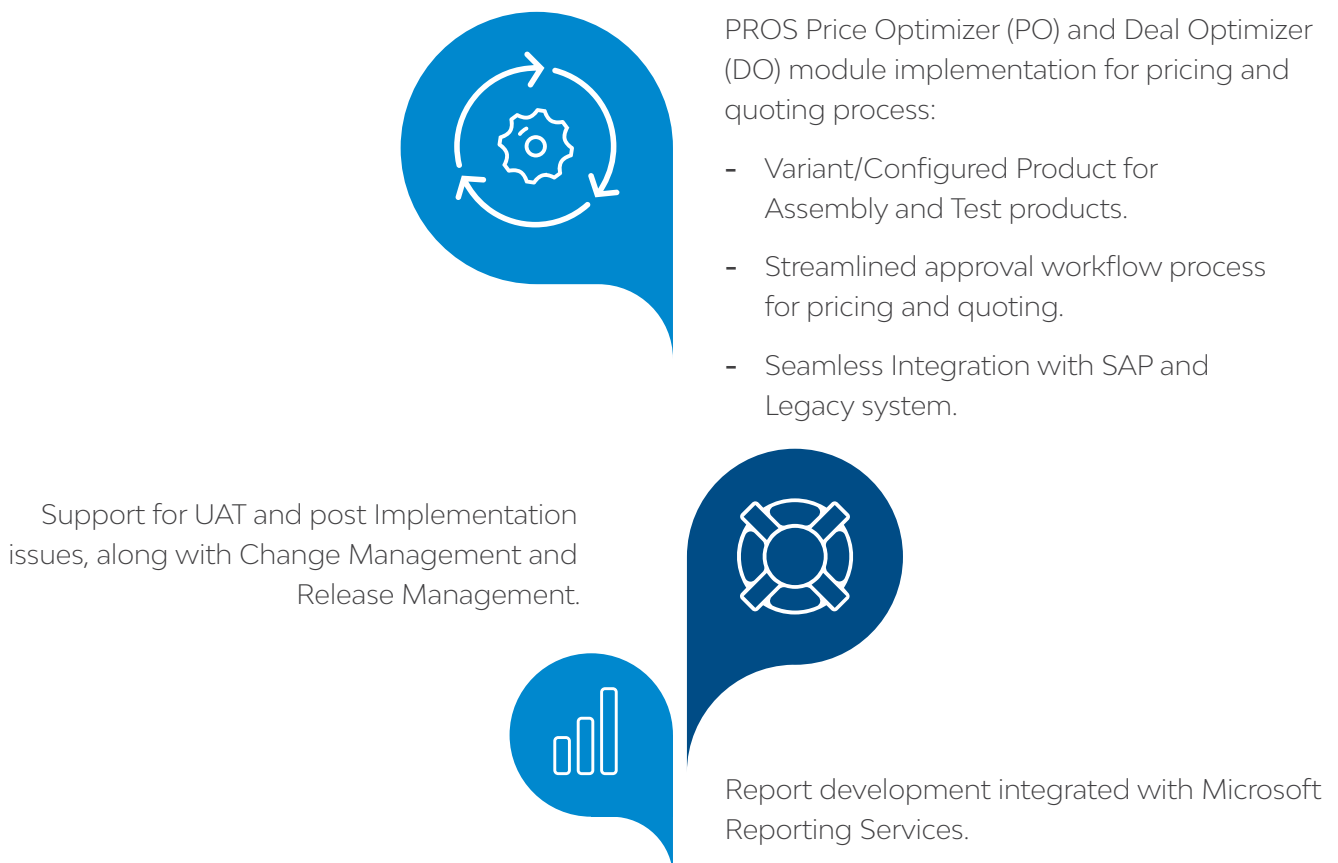 PROS Price Optimizer (PO) and Deal Optimizer
(DO) module implementation for pricing and
quoting process:
- Variant/Configured Product for
Assembly and Test products.
- Streamlined approval workflow process
for pricing and quoting.
- Seamless Integration with SAP and
Legacy system.
Support for UAT and post Implementation
issues, along with Change Management and
Release Management.
Report development integrated with Microsoft
Reporting Services.